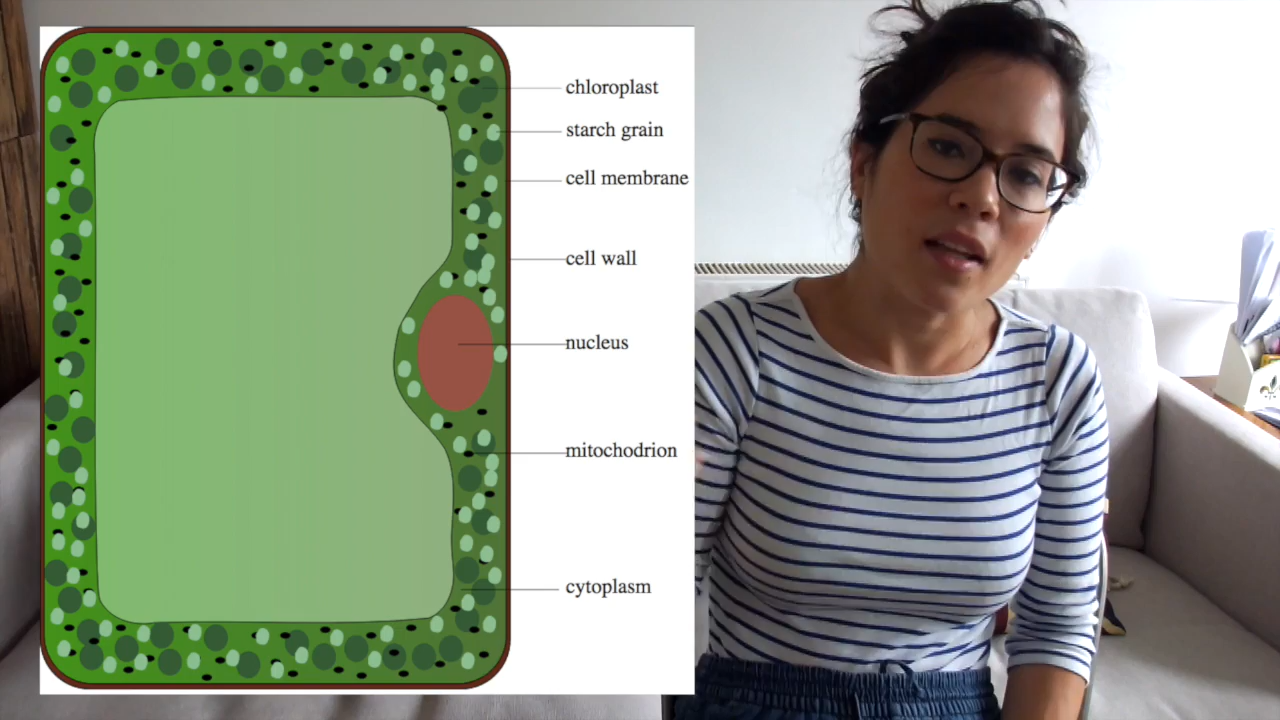 chloroplast
starch grain
cell membrane
cell wall
nucleus
mitochodrion
cytoplasm